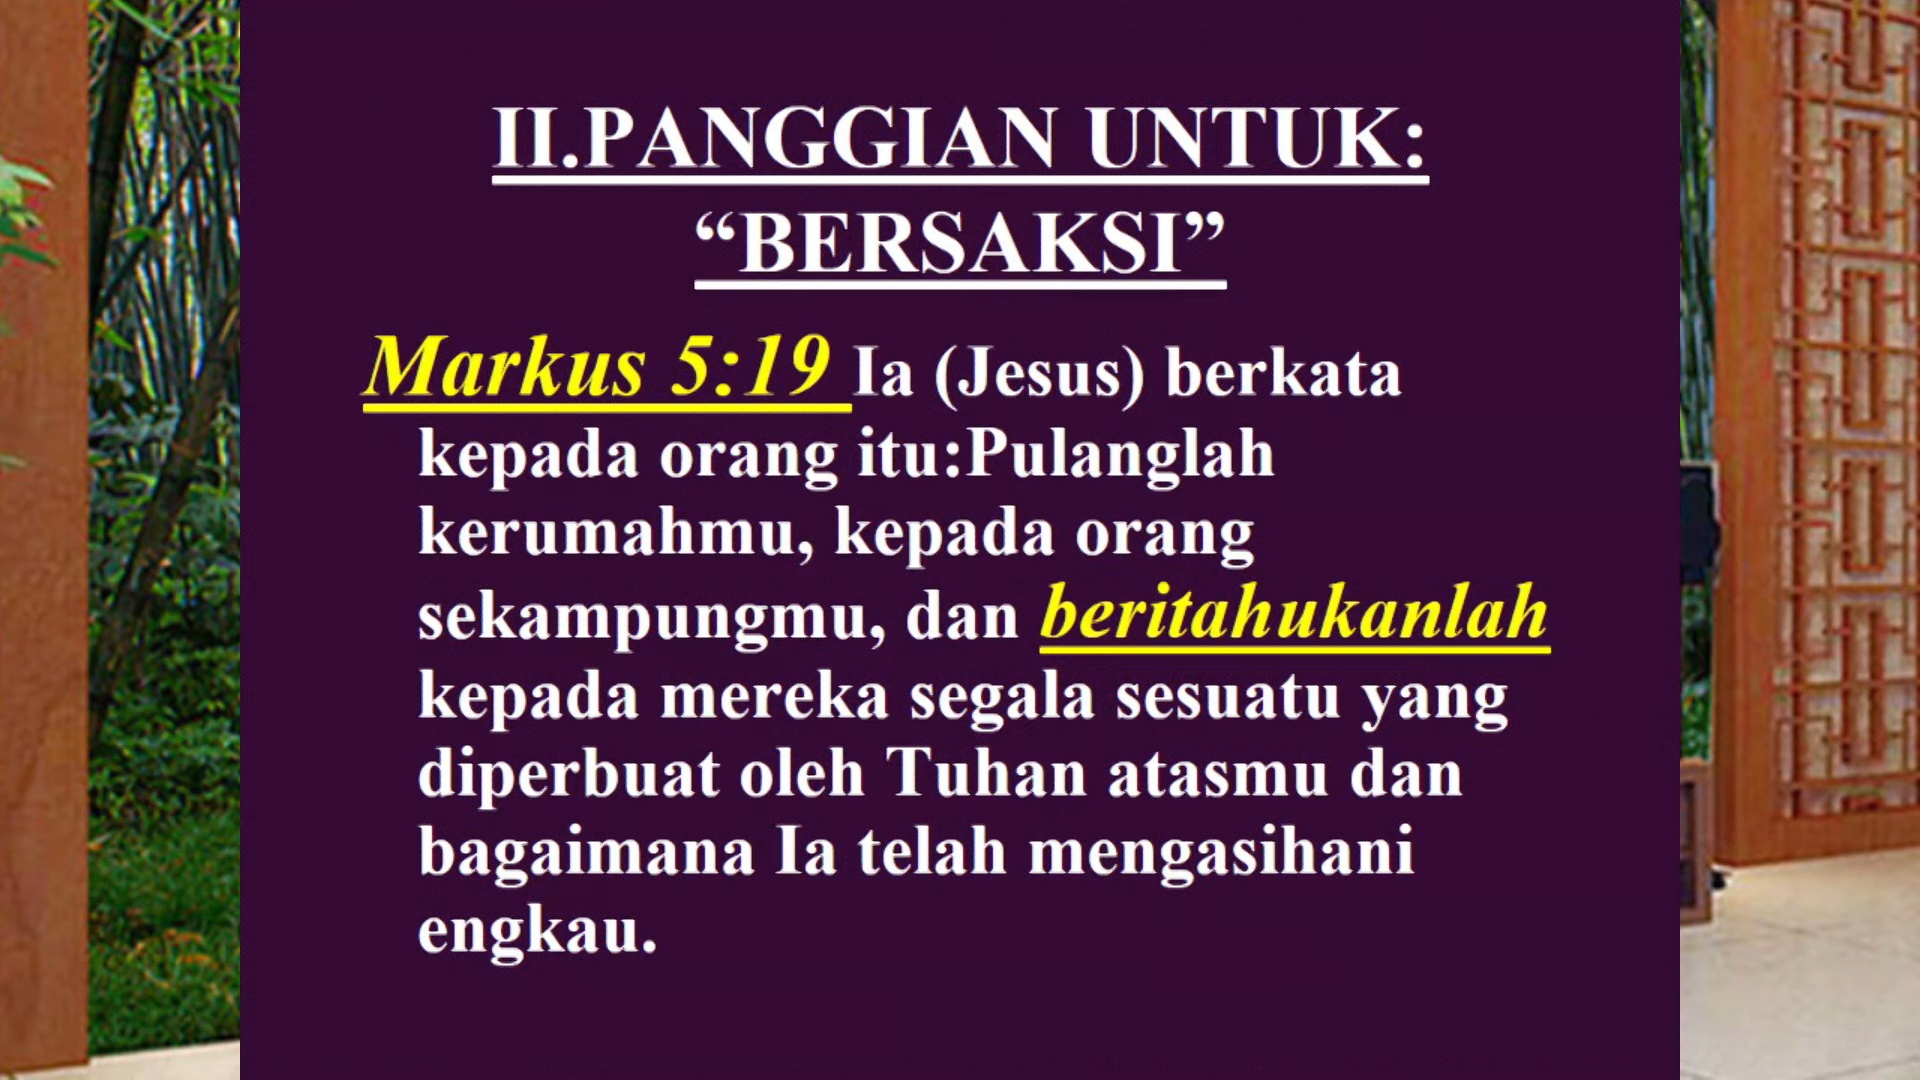 II.PANGGIAN UNTUK:
“BERSAKSI”
Markus 5:19 Ia (Jesus) berkata
kepada orang itu:Pulanglah
kerumahmu, kepada orang
sekampungmu, dan beritahukanlah
kepada mereka segala sesuatu yang
diperbuat oleh Tuhan atasmu dan
bagaimana Ia telah mengasihani
engkau.